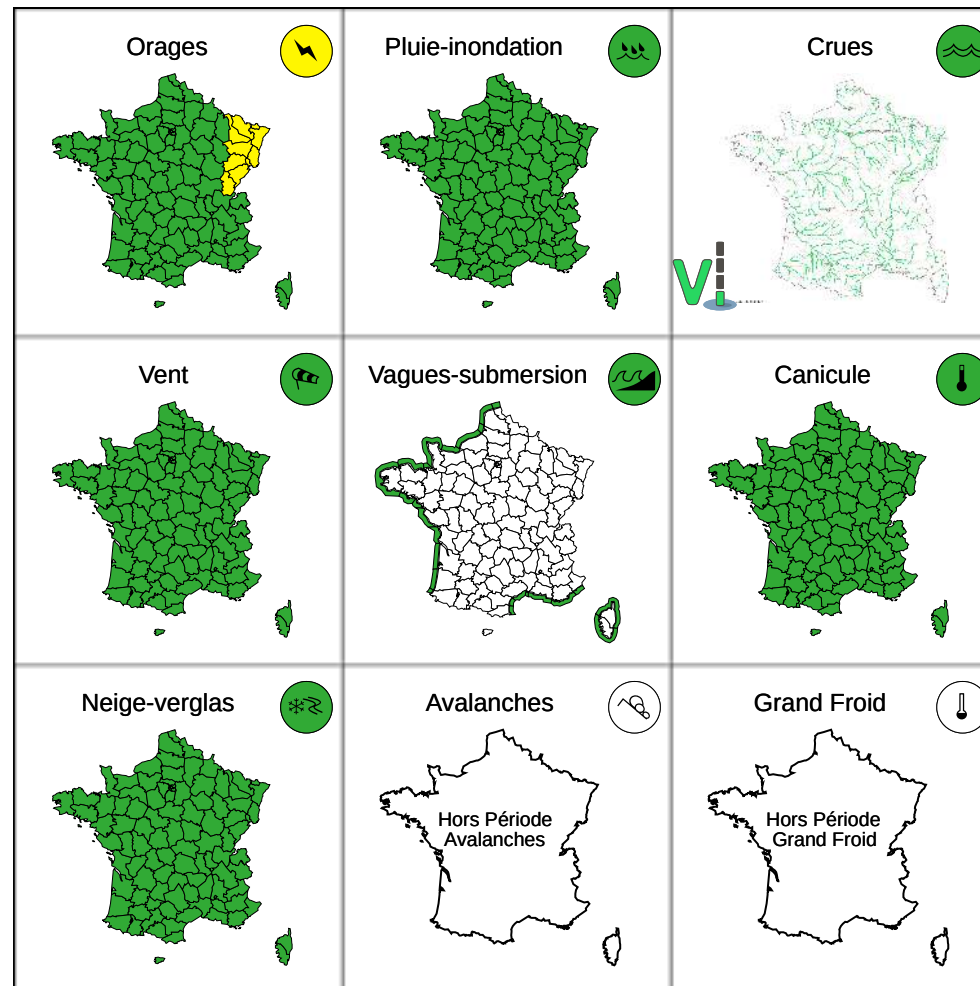 Orages
Pluie-inondation
Crues
Vi
Vent
Vagues-submersion
Canicule
Neige-verglas
Avalanches
Grand Froid
Hors Période
Avalanches
Hors Période
Grand Froid